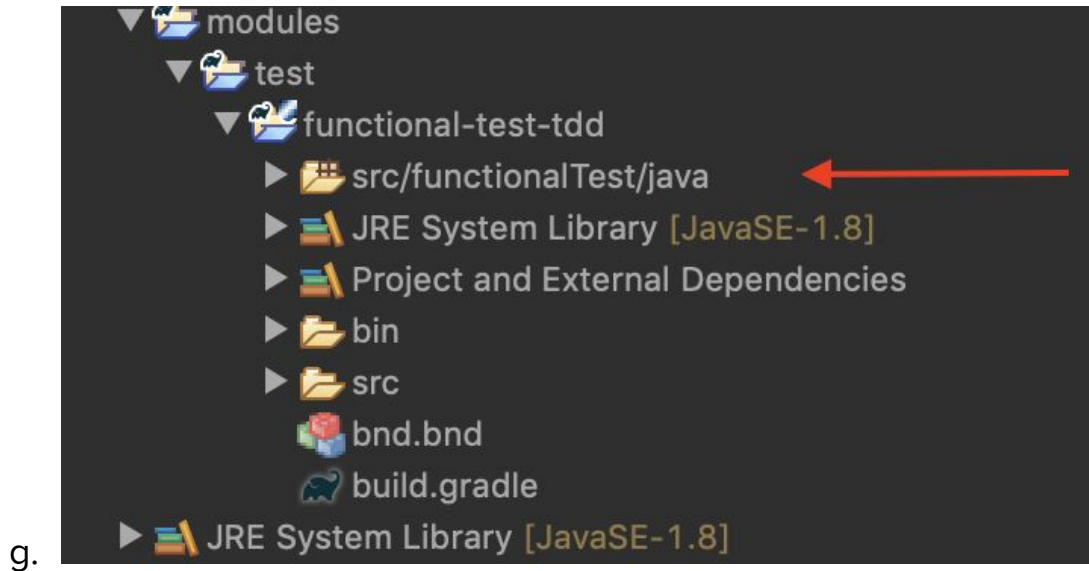 modules
test
functional-test-tdd
src/functionalTest/java
JRE System Library [JavaSE-1.8]
Project and External Dependencies
bin
src
bnd.bnd
build.gradle
JRE System Library [JavaSE-1.8]
g.